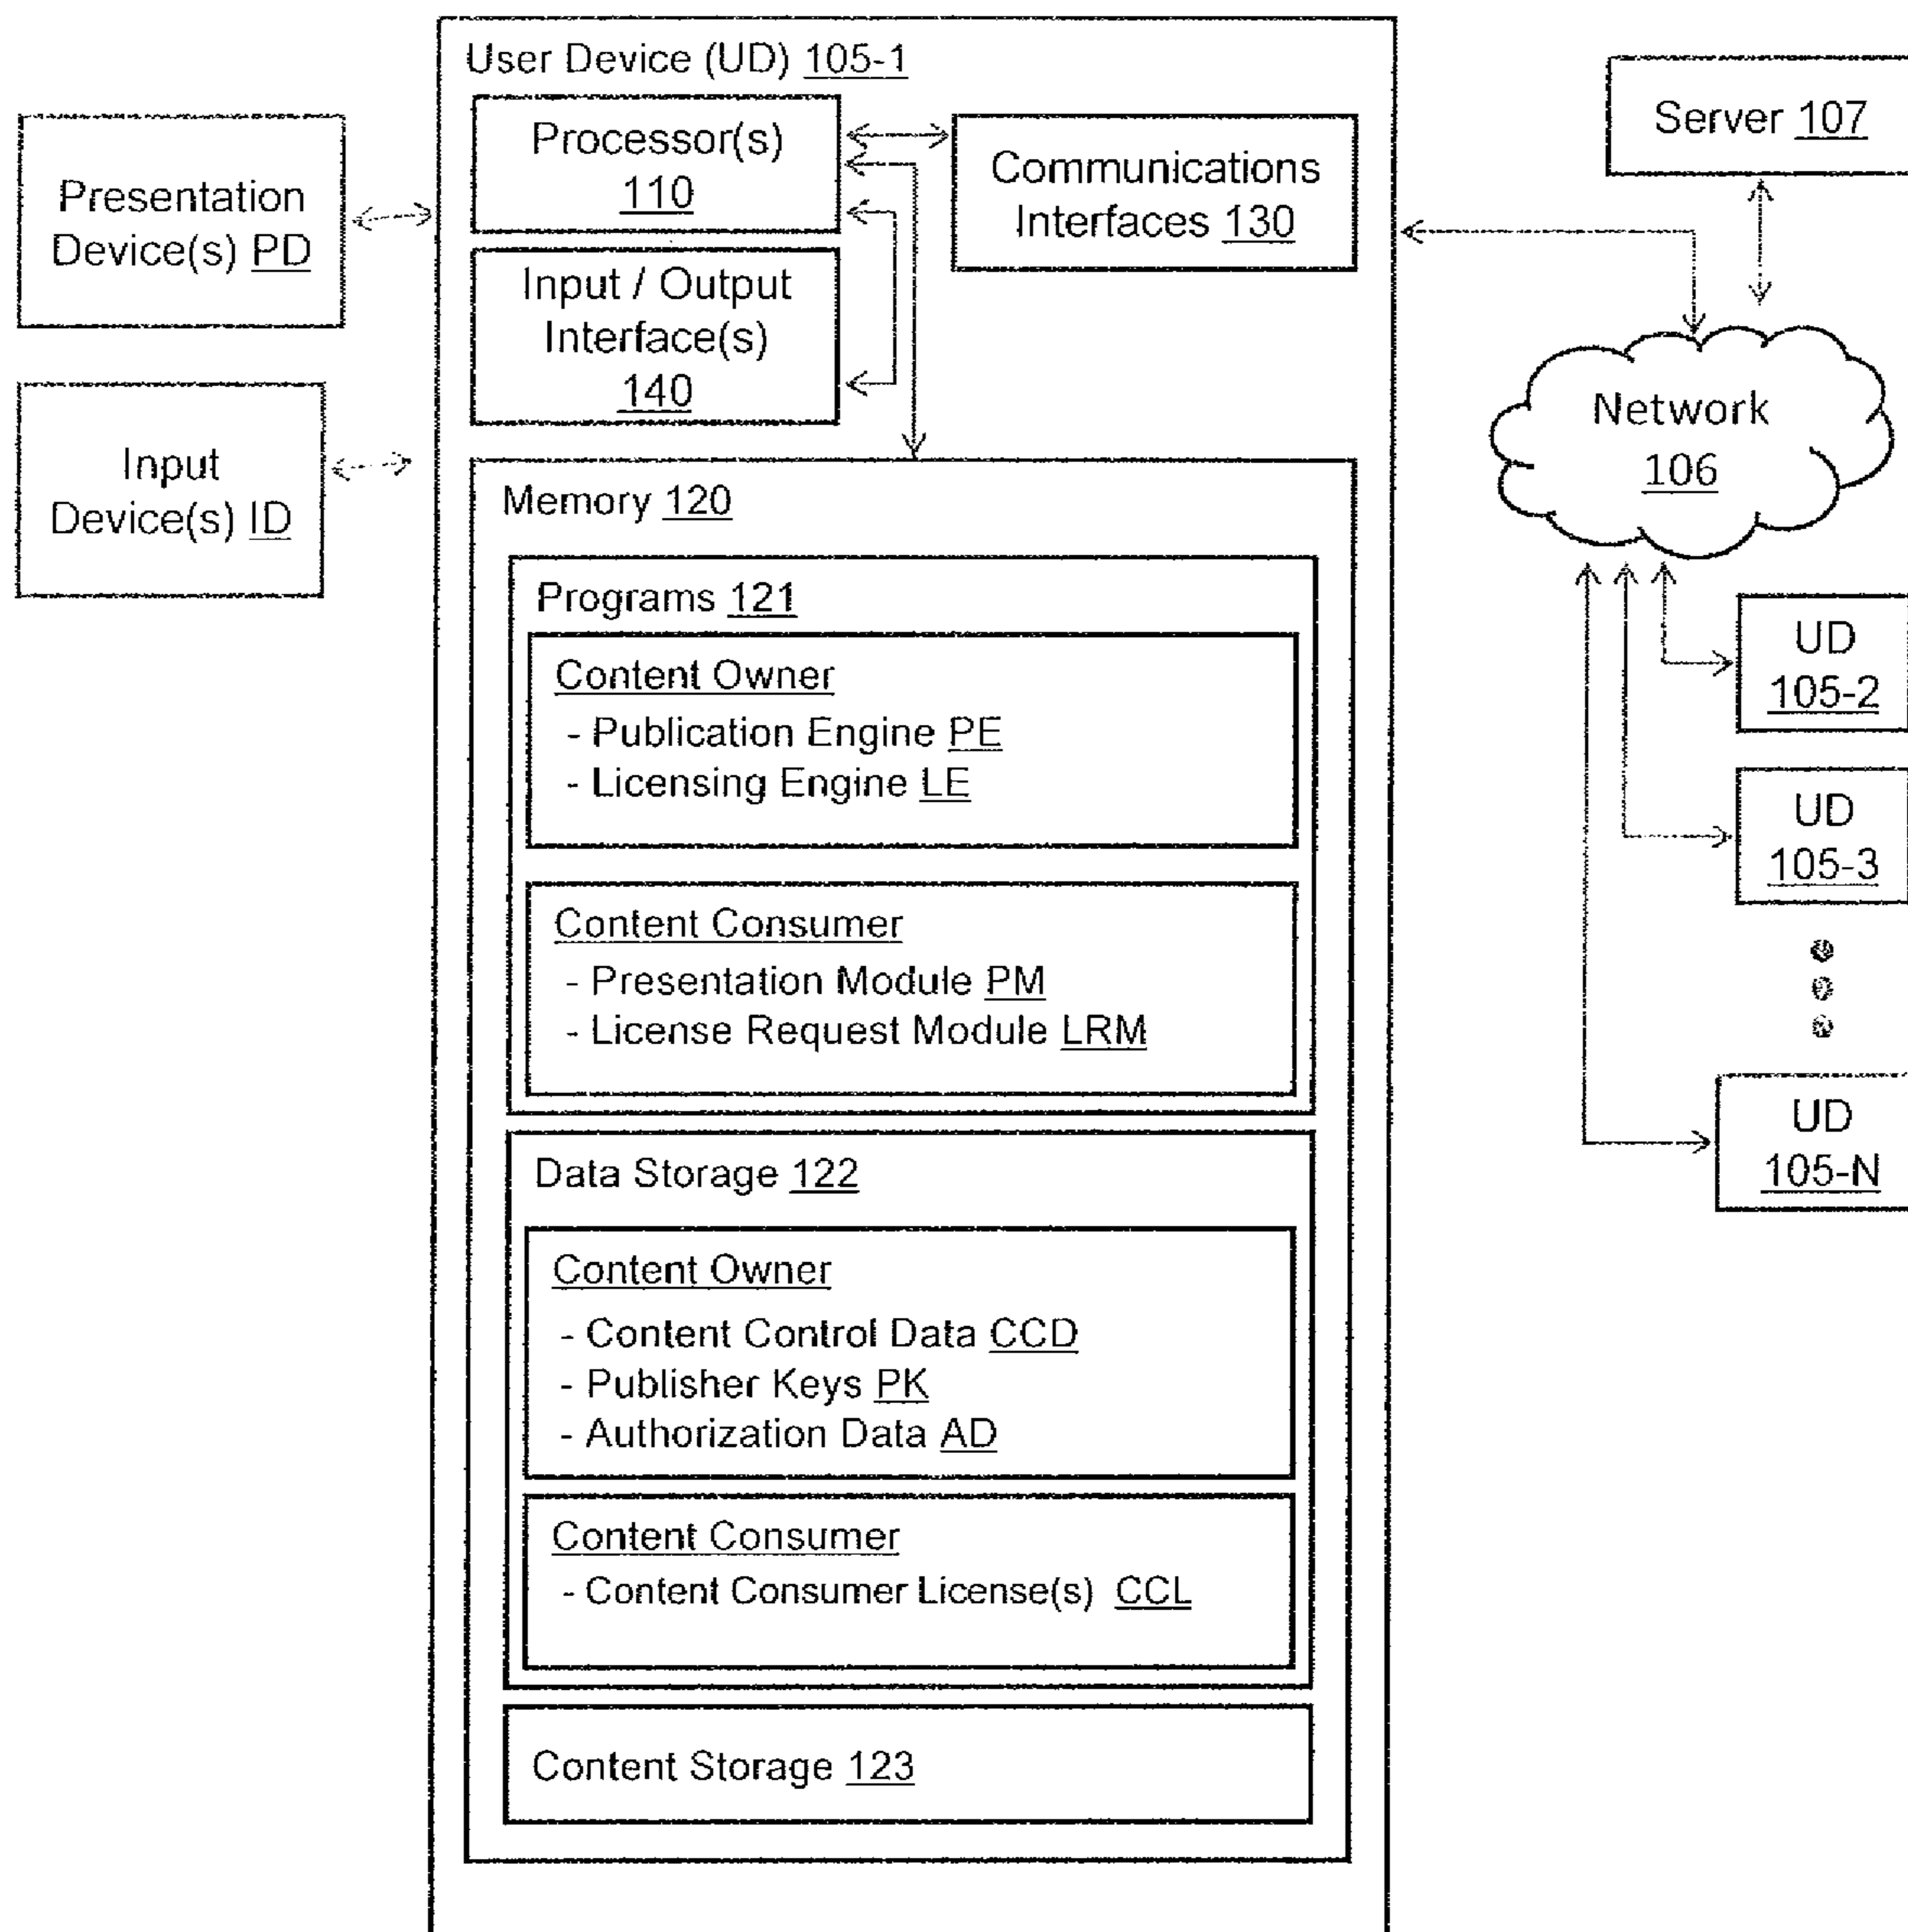 User Device (UD) 105-1
Processor(s)
110
Communications
Interfaces 130
Input / Output
Interface(s)
140
Presentation
Device(s) PD
Input
Device(s) ID
Memory 120
Programs 121
Content Owner
- Publication Engine PE
- Licensing Engine LE
Content Consumer
- Presentation Module PM
- License Request Module LRM
Data Storage 122
Content Owner
- Content Control Data CCD
- Publisher Keys PK
- Authorization Data AD
Content Consumer
- Content Consumer License(s) CCL
Content Storage 123
Server 107
Network
106
UD
105-2
UD
105-3
UD
105-N